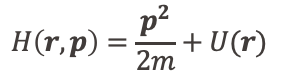 H(r,p) = p²/2m + U(r)